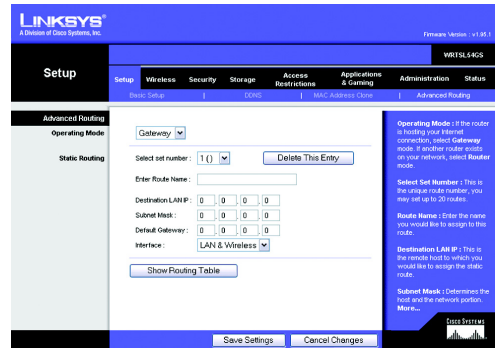 LINKSYS®
A Division of Cisco Systems, Inc.
Firmware Version : v1.95.1
WRTSL54GS
Setup
Setup Wireless Security Storage Access Restrictions Applications & Gaming Administration Status
Basic Setup | DDNS | MAC Address Clone | Advanced Routing
Advanced Routing
Operating Mode
Gateway
Static Routing
Select set number : 1 () Delete This Entry
Enter Route Name :
Destination LAN IP : 0 . 0 . 0 . 0
Subnet Mask : 0 . 0 . 0 . 0
Default Gateway : 0 . 0 . 0 . 0
Interface : LAN & Wireless
Show Routing Table
Operating Mode : If the router
is hosting your Internet
connection, select Gateway
mode. If another router exists
on your network, select Router
mode.
Select Set Number : This is
the unique route number, you
may set up to 20 routes.
Route Name : Enter the name
you would like to assign to this
route.
Destination LAN IP : This is
the remote host to which you
would like to assign the static
route.
Subnet Mask : Determines the
host and the network portion.
More...
CISCO SYSTEMS
Save Settings Cancel Changes